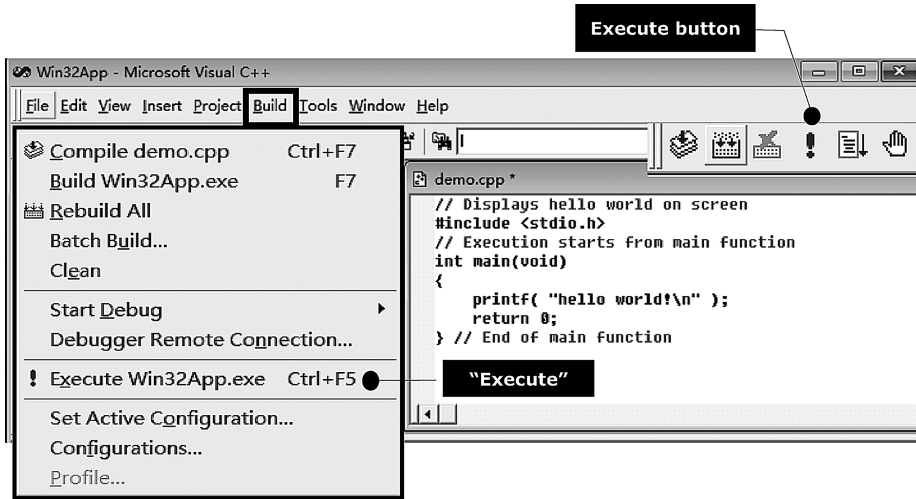 Execute button
Win32App - Microsoft Visual C++
File Edit View Insert Project Build Tools Window Help
Compile demo.cpp Ctrl+F7
Build Win32App.exe F7
Rebuild All
Batch Build...
Clean
Start Debug
Debugger Remote Connection...
Execute Win32App.exe Ctrl+F5
Set Active Configuration...
Configurations...
Profile...
demo.cpp *
// Displays hello world on screen
#include <stdio.h>
// Execution starts from main function
int main(void)
{
printf( "hello world!\n" );
return 0;
} // End of main function
“Execute”